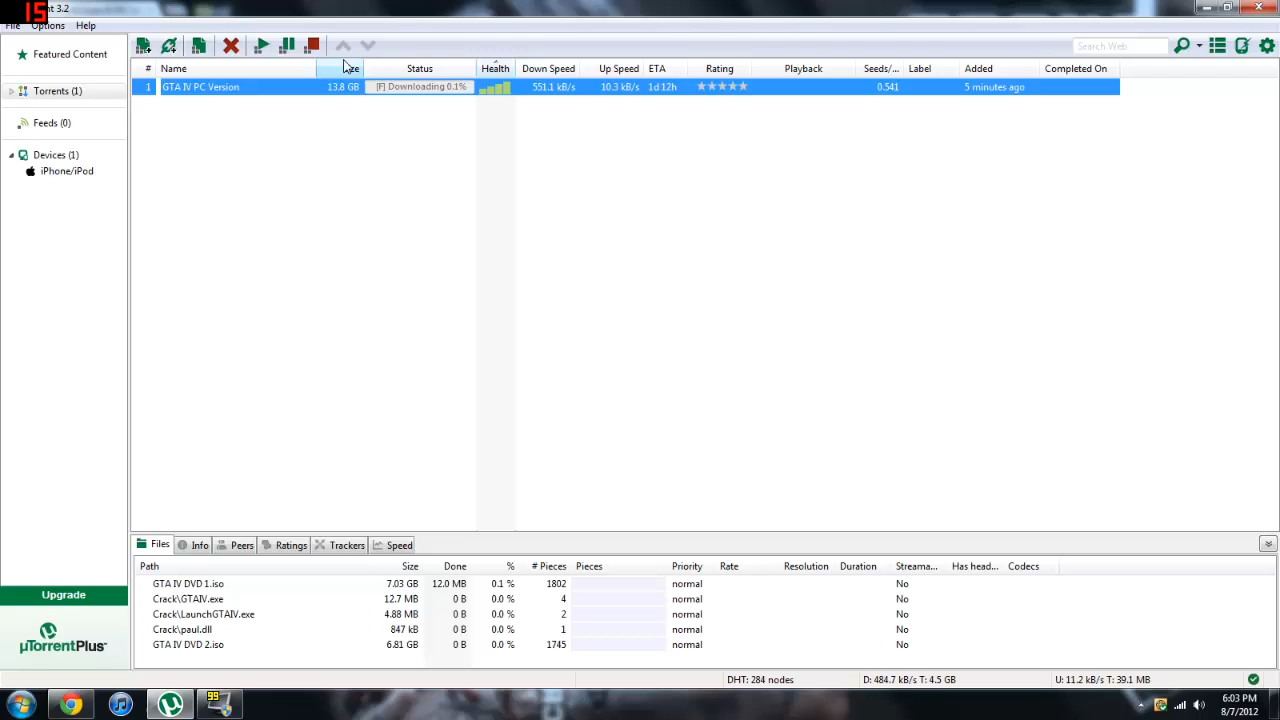 15
nt 3.2
File Options Help
Search Web
Featured Content
Torrents (1)
Feeds (0)
Devices (1)
iPhone/iPod
# Name Size Status Health Down Speed Up Speed ETA Rating Playback Seeds/... Label Added Completed On
1 GTA IV PC Version 13.8 GB [F] Downloading 0.1% 551.1 kB/s 10.3 kB/s 1d 12h 0.541 5 minutes ago
Files Info Peers Ratings Trackers Speed
Path Size Done % # Pieces Pieces Priority Rate Resolution Duration Streama... Has head... Codecs
GTA IV DVD 1.iso 7.03 GB 12.0 MB 0.1 % 1802 normal No
Crack\GTAIV.exe 12.7 MB 0 B 0.0 % 4 normal No
Crack\LaunchGTAIV.exe 4.88 MB 0 B 0.0 % 2 normal No
Crack\paul.dll 847 kB 0 B 0.0 % 1 normal No
GTA IV DVD 2.iso 6.81 GB 0 B 0.0 % 1745 normal No
Upgrade
µTorrentPlus™
DHT: 284 nodes D: 484.7 kB/s T: 4.5 GB U: 11.2 kB/s T: 39.1 MB
99
6:03 PM
8/7/2012